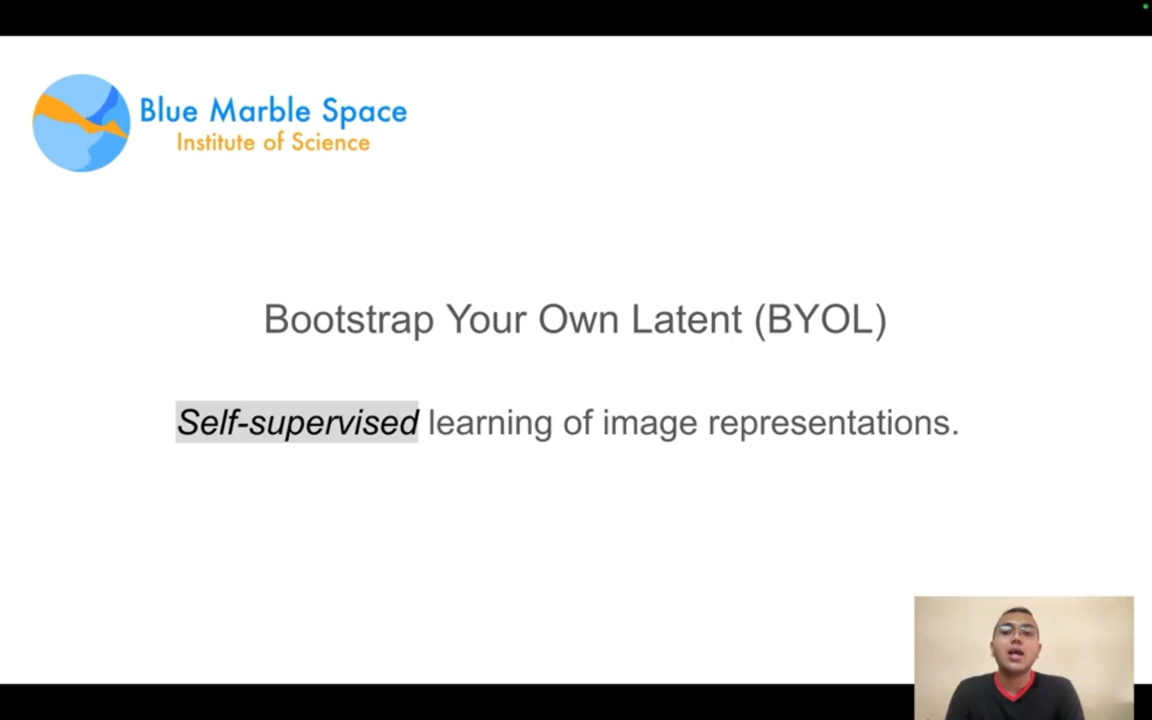 Blue Marble Space
Institute of Science
Bootstrap Your Own Latent (BYOL)
Self-supervised learning of image representations.